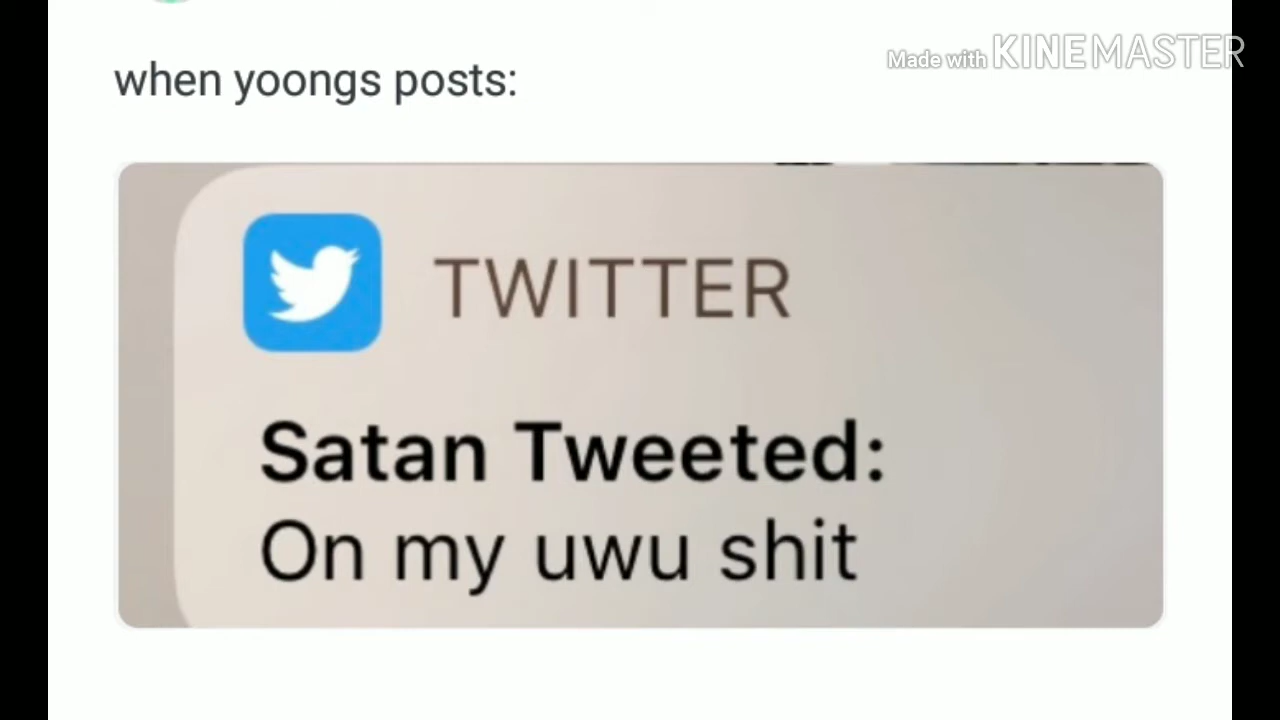 Made with KINEMASTER
when yoongs posts:
TWITTER
Satan Tweeted:
On my uwu shit